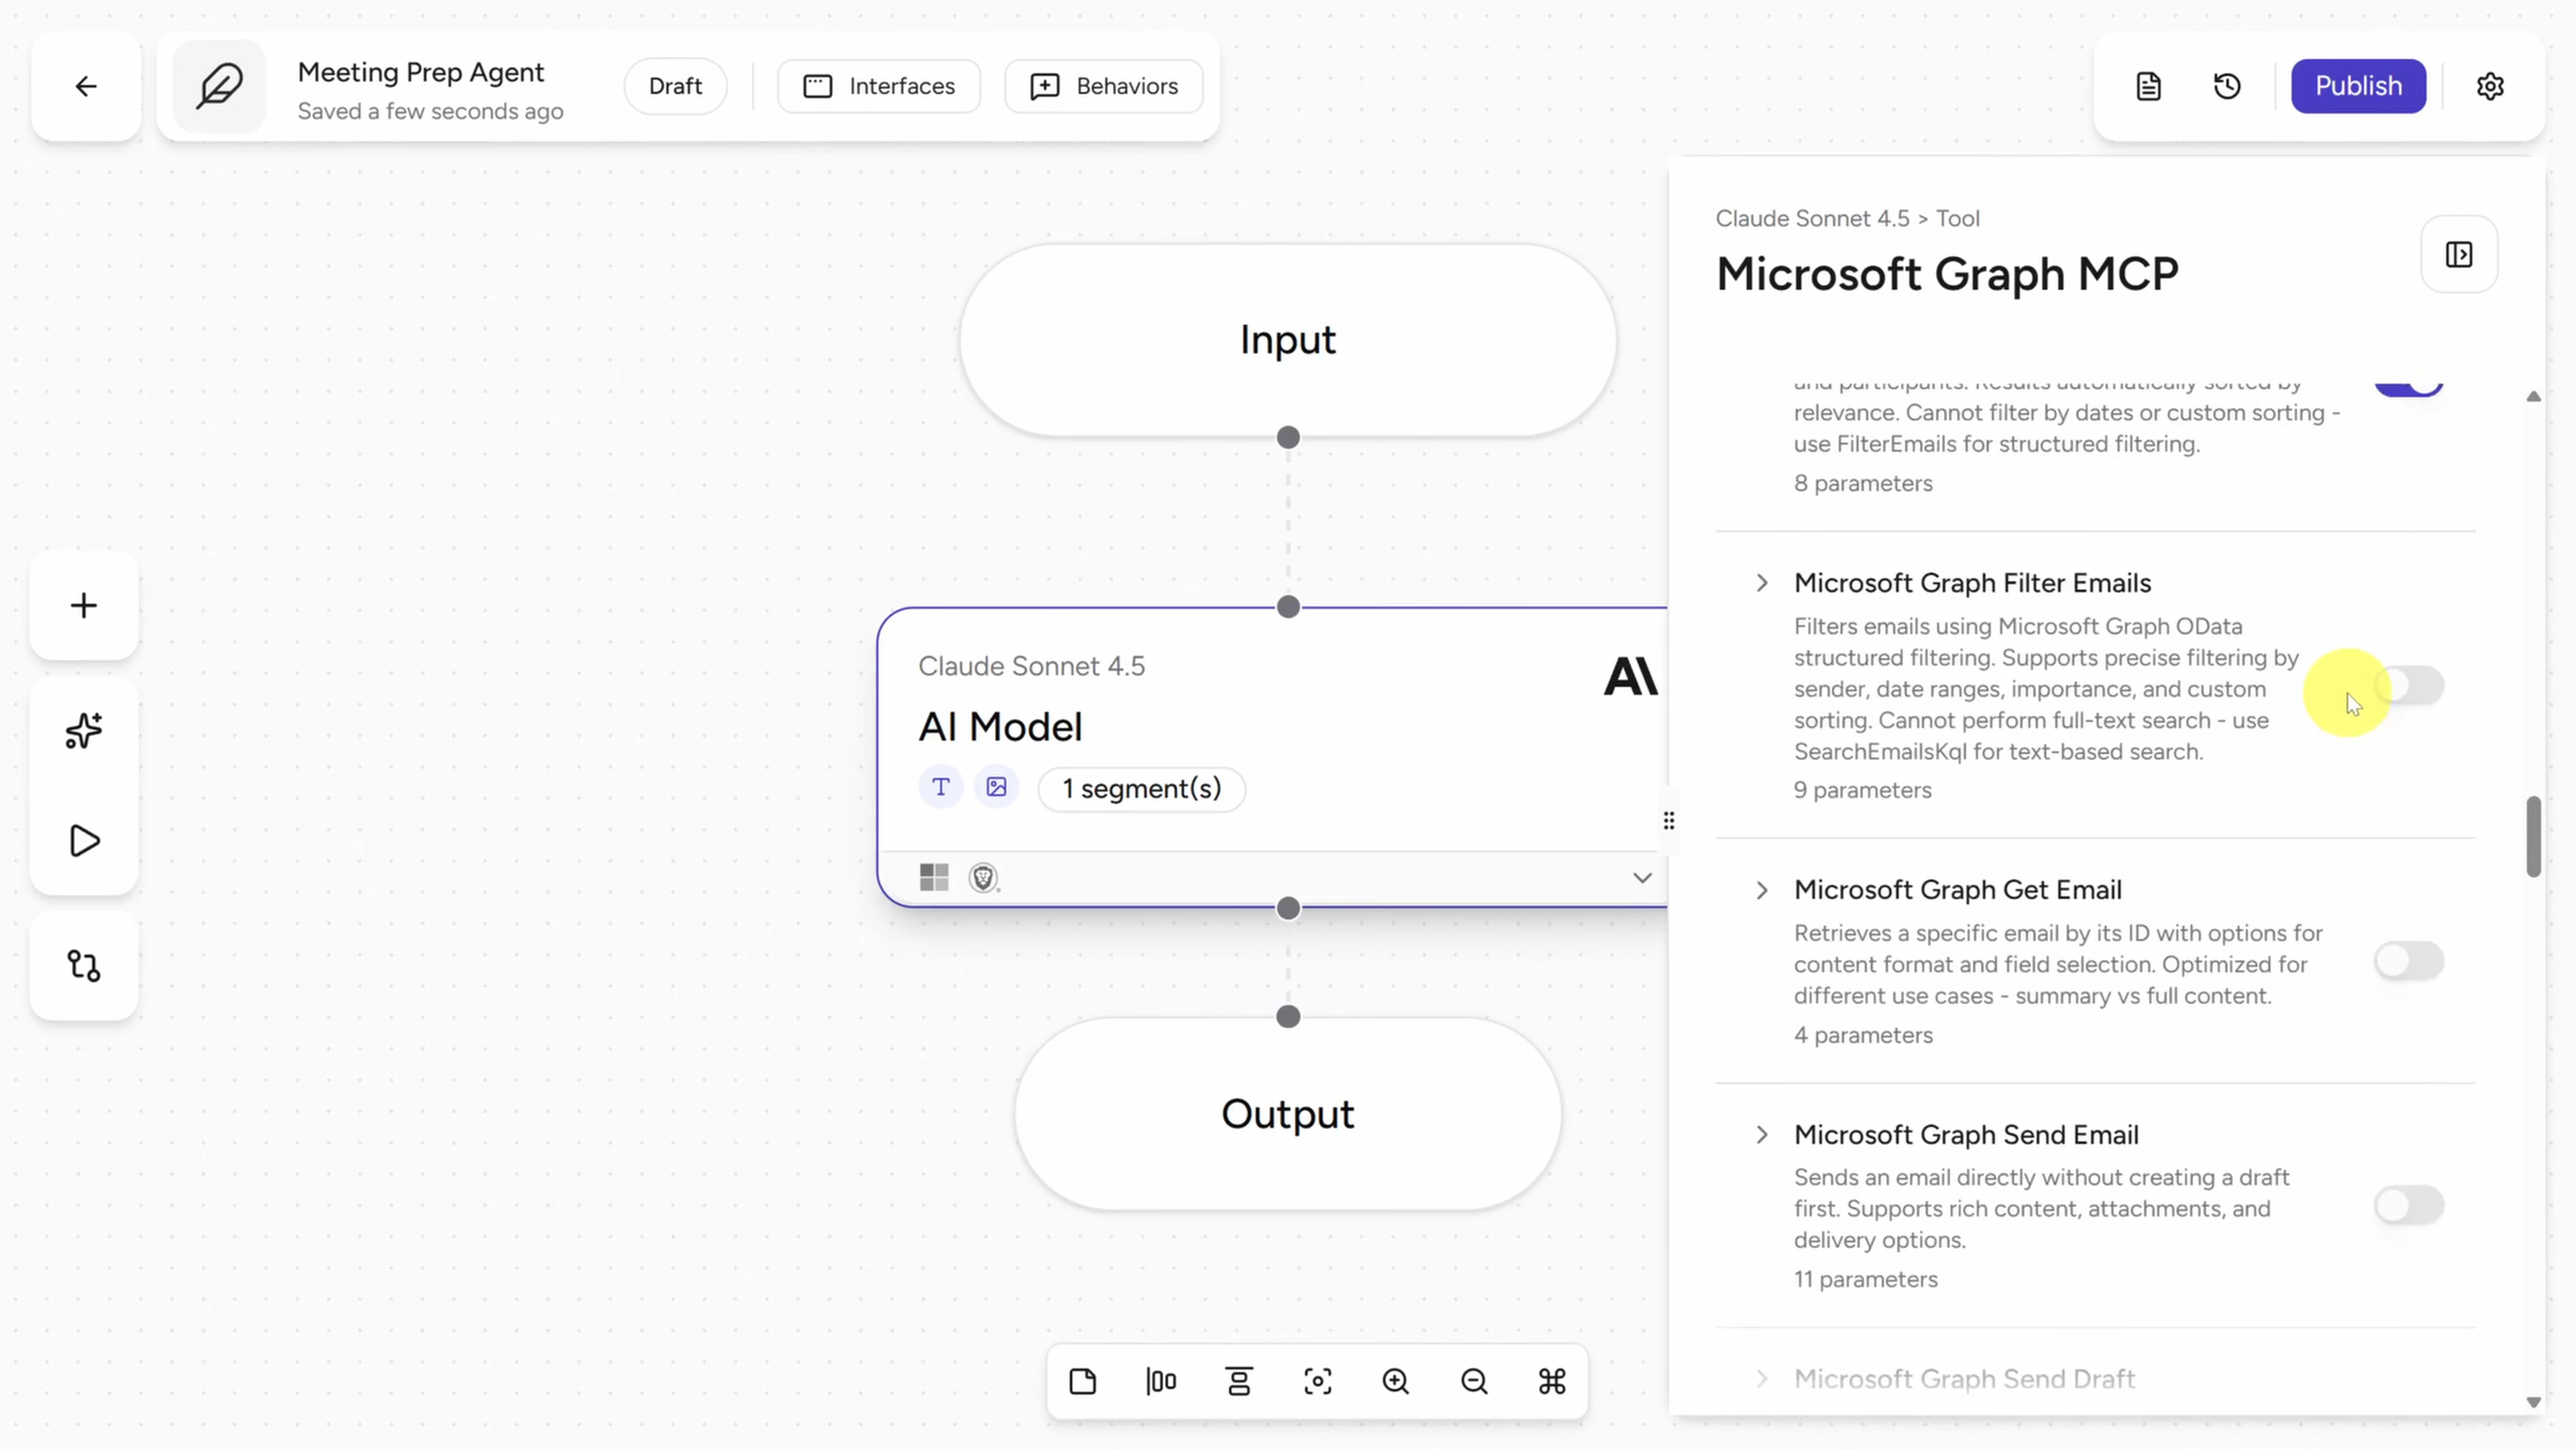 Meeting Prep Agent
Saved a few seconds ago
Draft
Interfaces
Behaviors
Publish
Input
Claude Sonnet 4.5
AI Model
T
1 segment(s)
Output
Claude Sonnet 4.5 > Tool
Microsoft Graph MCP
and participants. Results automatically sorted by
relevance. Cannot filter by dates or custom sorting -
use FilterEmails for structured filtering.
8 parameters
Microsoft Graph Filter Emails
Filters emails using Microsoft Graph OData
structured filtering. Supports precise filtering by
sender, date ranges, importance, and custom
sorting. Cannot perform full-text search - use
SearchEmailsKql for text-based search.
9 parameters
Microsoft Graph Get Email
Retrieves a specific email by its ID with options for
content format and field selection. Optimized for
different use cases - summary vs full content.
4 parameters
Microsoft Graph Send Email
Sends an email directly without creating a draft
first. Supports rich content, attachments, and
delivery options.
11 parameters
Microsoft Graph Send Draft